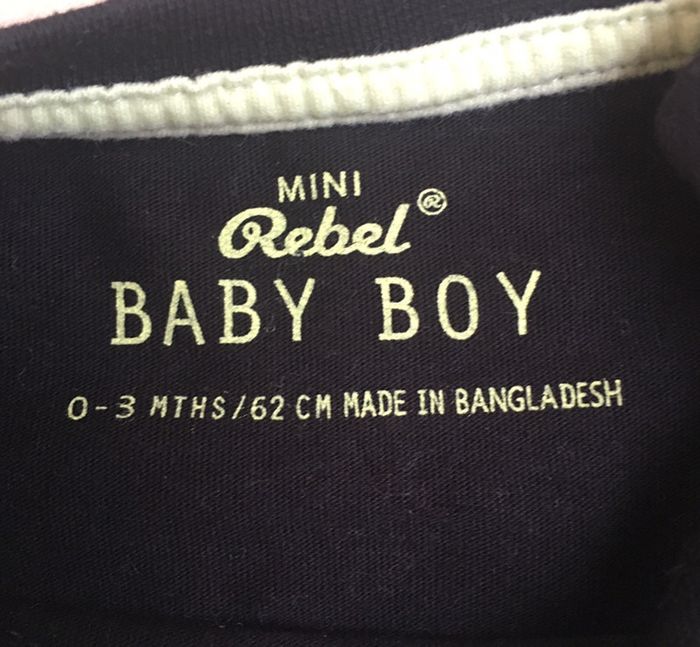 MINI
Rebel®
BABY BOY
0-3 MTHS/62 CM MADE IN BANGLADESH